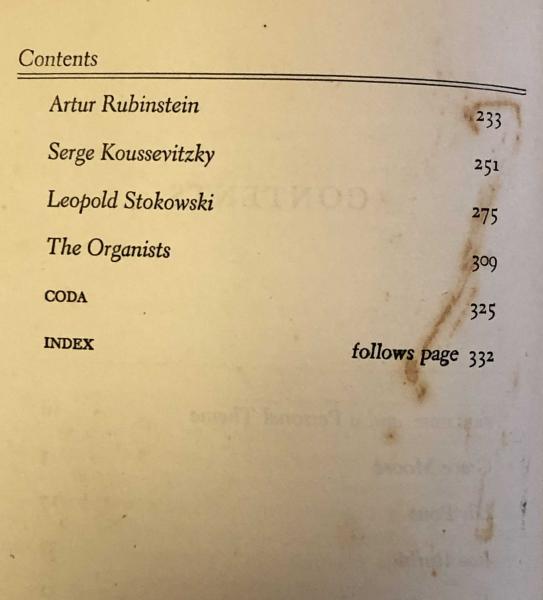 Contents
Artur Rubinstein 233
Serge Koussevitzky 251
Leopold Stokowski 275
The Organists 309
CODA 325
INDEX follows page 332